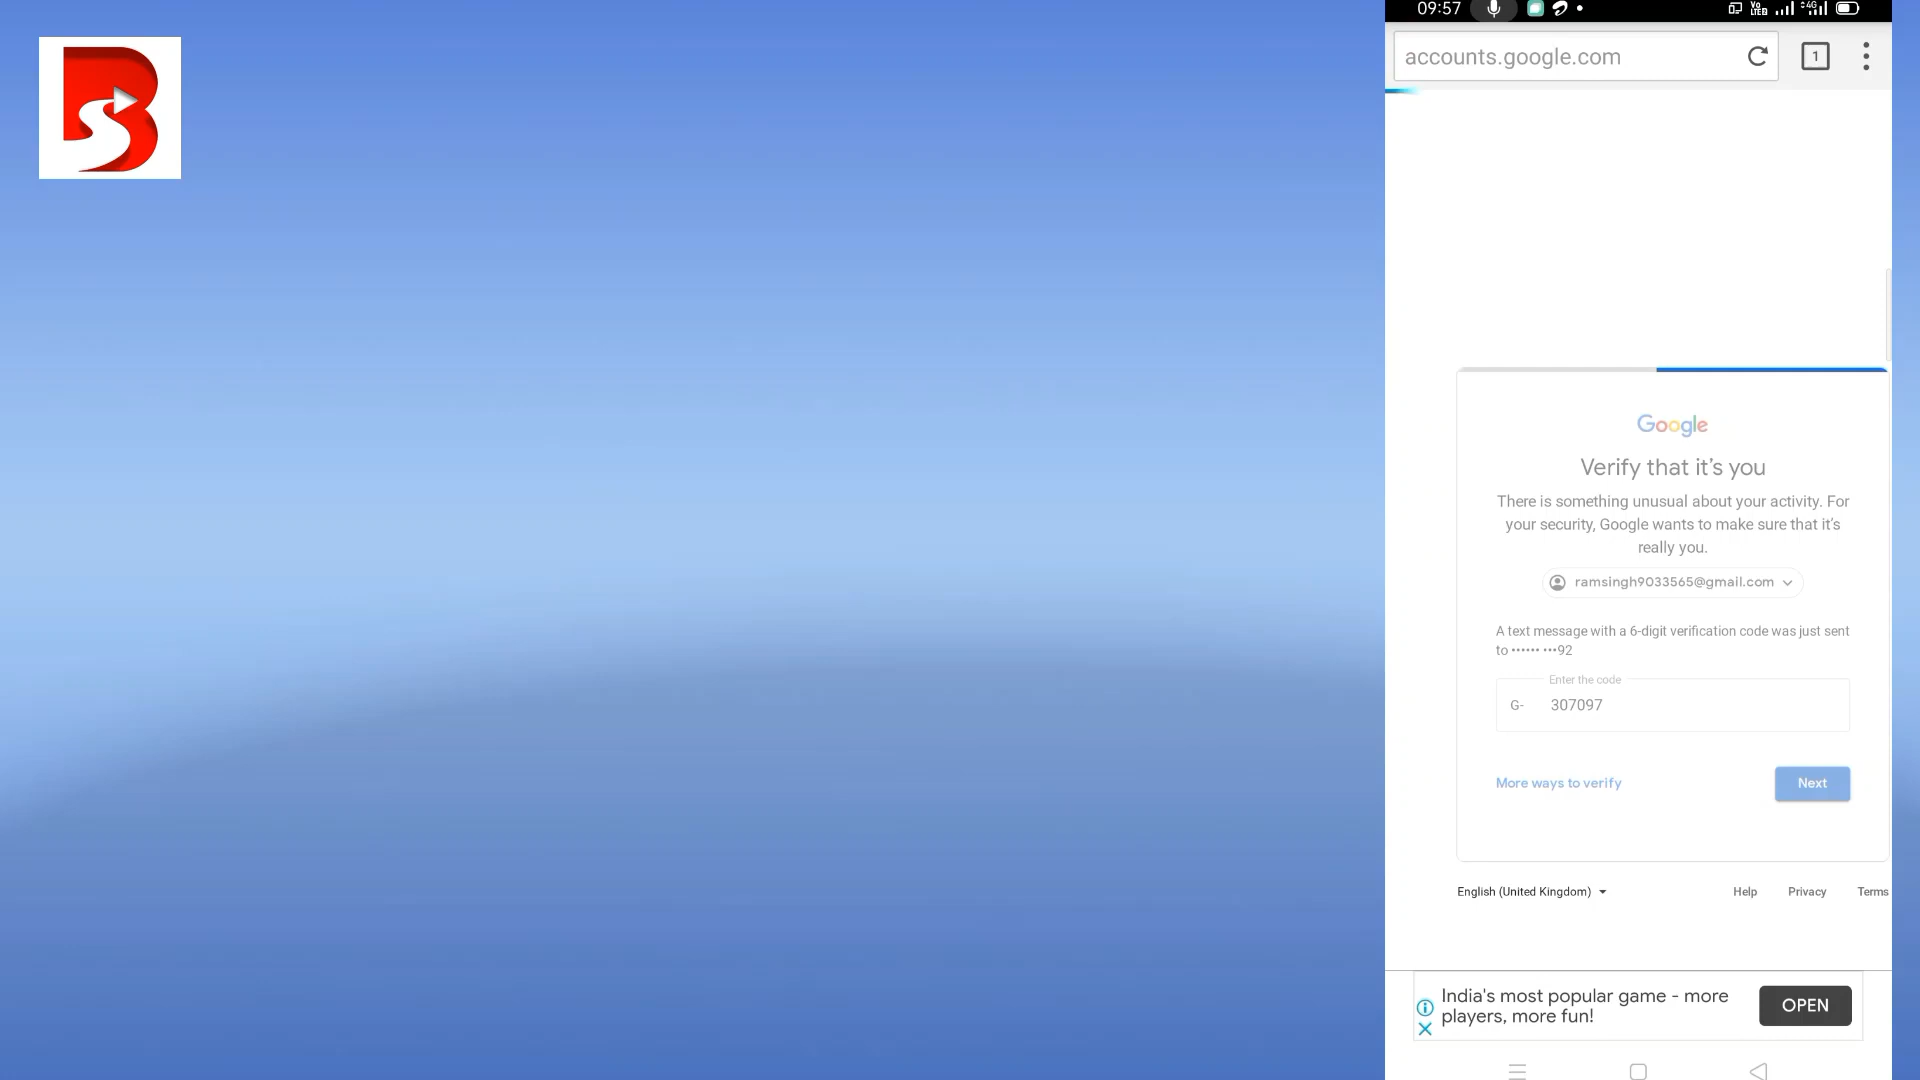 09:57
Vo LTE2
4G
accounts.google.com
1
Google
Verify that it's you
There is something unusual about your activity. For
your security, Google wants to make sure that it's
really you.
ramsingh9033565@gmail.com
A text message with a 6-digit verification code was just sent
to •••••• •••92
Enter the code
G- 307097
More ways to verify
Next
English (United Kingdom)
Help Privacy Terms
India's most popular game - more
players, more fun!
OPEN